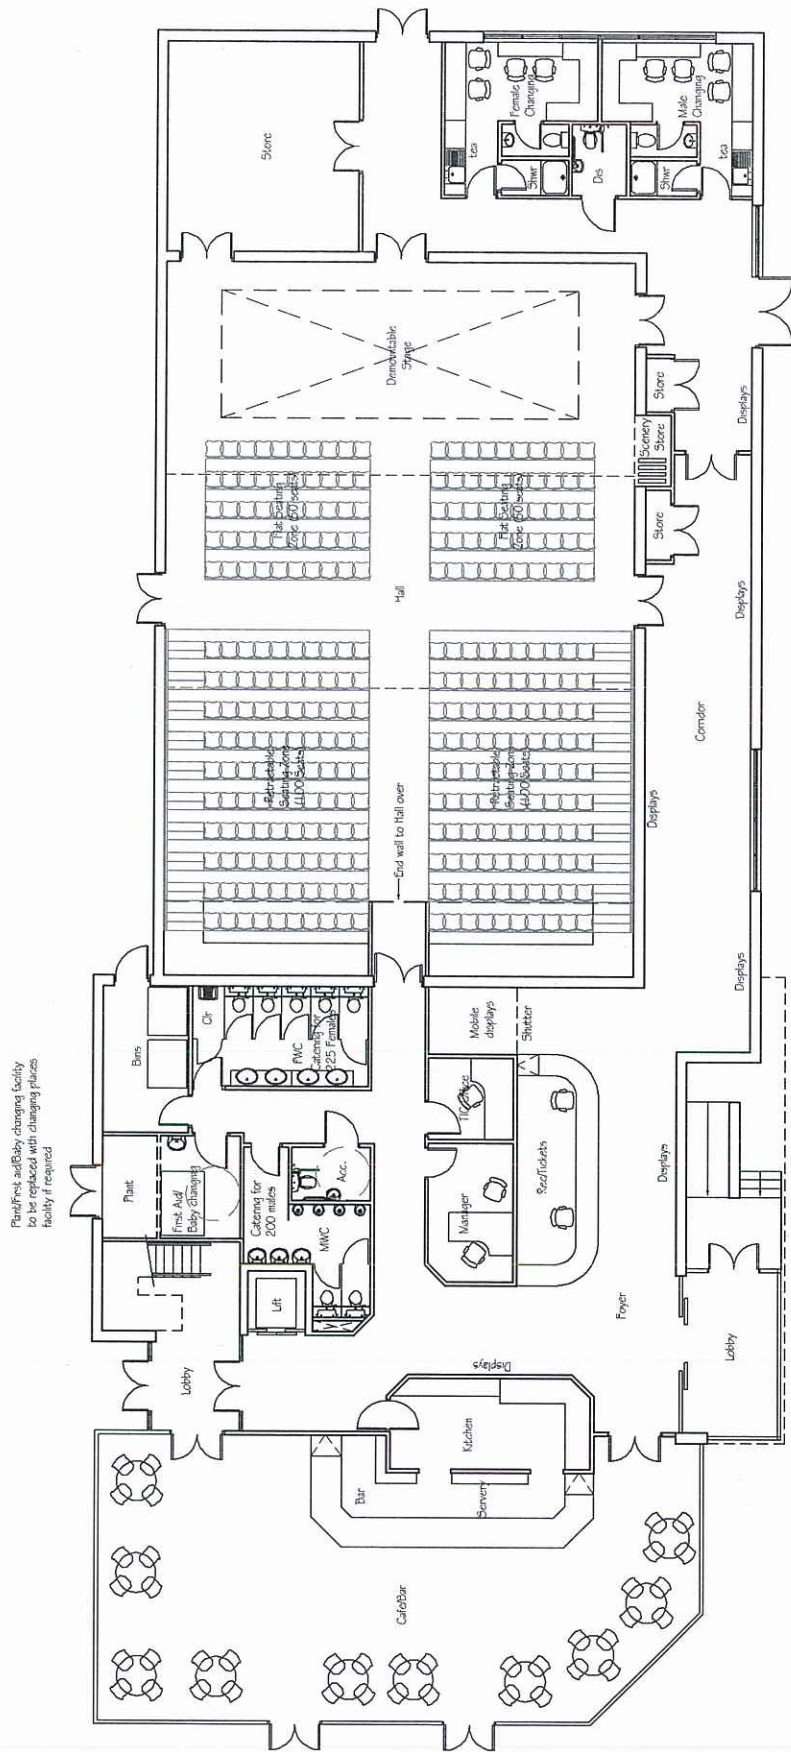 Plant/First aid/Baby changing facility
to be replaced with changing places
facility if required
Store
Female
Changing
Male
Changing
tea
tea
Shwr
Dis
Shwr
Demountable
Stage
Store
Scenery
Store
Displays
Flat Seating
Zone (50 seats)
Flat Seating
Zone (50 seats)
Store
Hall
Displays
Corridor
Retractable
Seating Zone
(100 Seats)
Retractable
Seating Zone
(100 Seats)
Displays
End wall to Hall over
Displays
Bins
Clr
FWC
Catering for
225 Females
Mobile
displays
Shutter
TIC Office
Plant
First Aid/
Baby changing
Catering for
200 males
Acc.
MWC
Manager
Rec/Tickets
Displays
Lift
Foyer
Lobby
Lobby
Displays
Kitchen
Bar
Servery
Cafe/Bar